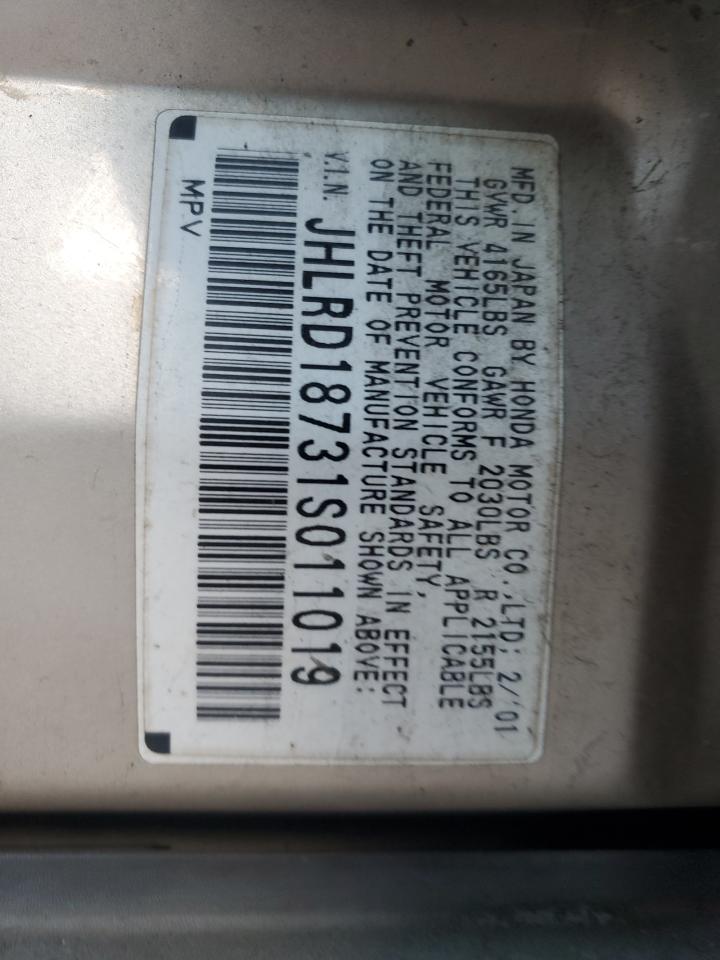 MFD. IN JAPAN BY HONDA MOTOR CO.,LTD; 2/'01
GVWR 4165LBS GAWR F 2030LBS R 2155LBS
THIS VEHICLE CONFORMS TO ALL APPLICABLE
FEDERAL MOTOR VEHICLE SAFETY,
AND THEFT PREVENTION STANDARDS IN EFFECT
ON THE DATE OF MANUFACTURE SHOWN ABOVE:
V.I.N. JHLRD18731S011019
MPV